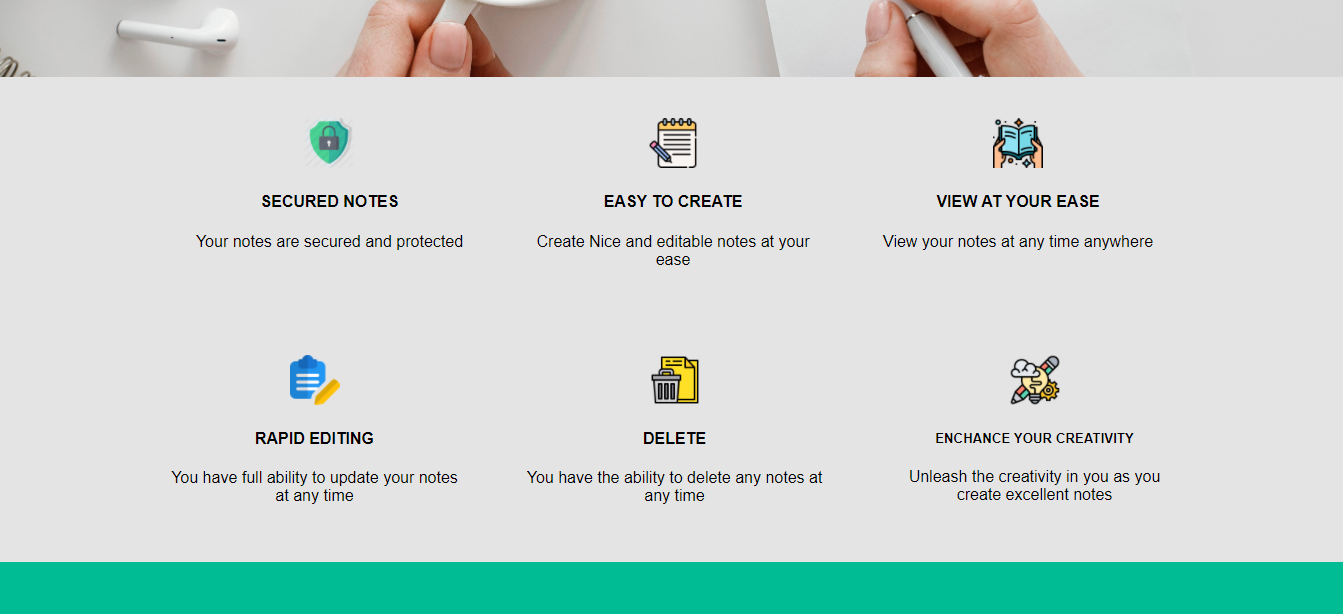 SECURED NOTES
Your notes are secured and protected
EASY TO CREATE
Create Nice and editable notes at your
ease
VIEW AT YOUR EASE
View your notes at any time anywhere
RAPID EDITING
You have full ability to update your notes
at any time
DELETE
You have the ability to delete any notes at
any time
ENCHANCE YOUR CREATIVITY
Unleash the creativity in you as you
create excellent notes